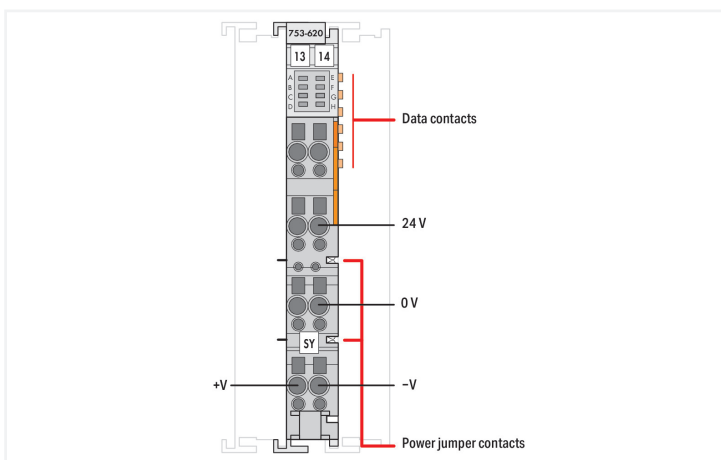 753-620
13 14
A E
B F
C G
D H
Data contacts
24 V
0 V
SY
+V –V
Power jumper contacts